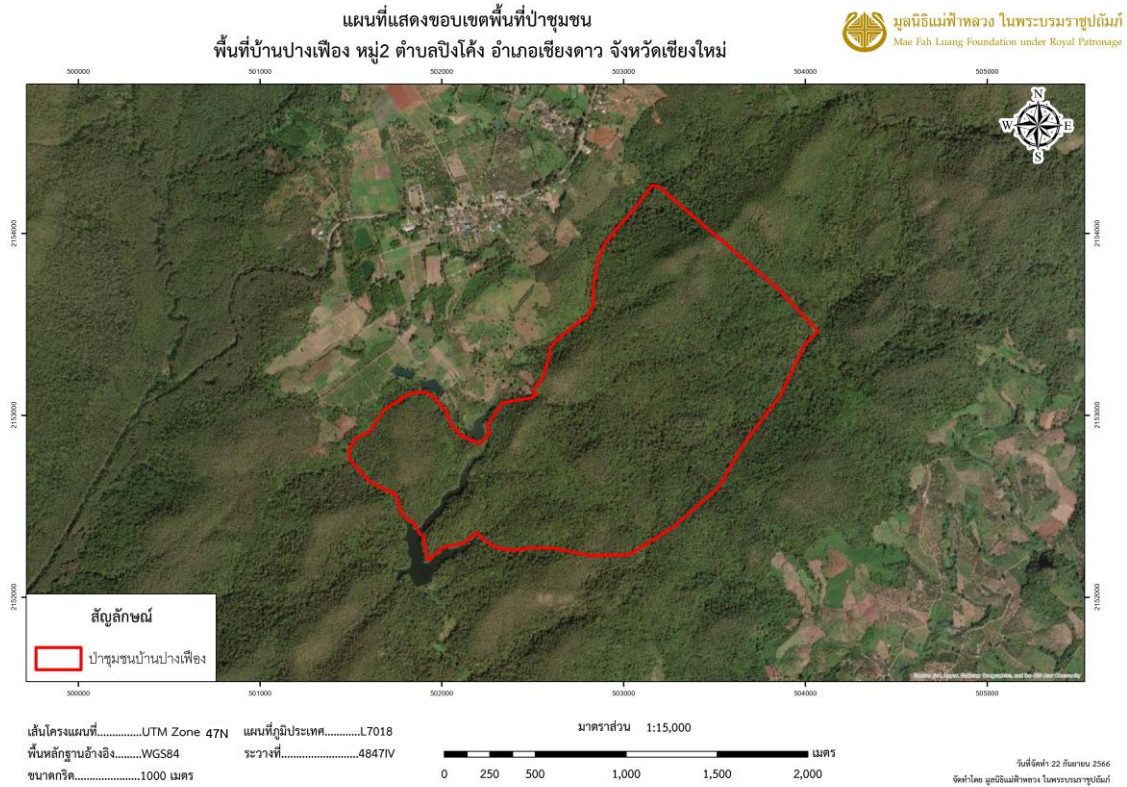 แผนที่แสดงขอบเขตพื้นที่ป่าชุมชน
พื้นที่บ้านปางเฟือง หมู่2 ตำบลปิงโค้ง อำเภอเชียงดาว จังหวัดเชียงใหม่
มูลนิธิแม่ฟ้าหลวง ในพระบรมราชูปถัมภ์
Mae Fah Luang Foundation under Royal Patronage
500000 501000 502000 503000 504000 505000
N
W E
S
2154000 2154000
2153000 2153000
2152000 2152000
สัญลักษณ์
ป่าชุมชนบ้านปางเฟือง
500000 501000 502000 503000 504000 505000
เส้นโครงแผนที่..............UTM Zone 47N แผนที่ภูมิประเทศ...........L7018 มาตราส่วน 1:15,000
พื้นหลักฐานอ้างอิง.........WGS84 ระวางที่..........................4847IV เมตร
ขนาดกริด.....................1000 เมตร 0 250 500 1,000 1,500 2,000
วันที่จัดทำ 22 กันยายน 2566
จัดทำโดย มูลนิธิแม่ฟ้าหลวง ในพระบรมราชูปถัมภ์